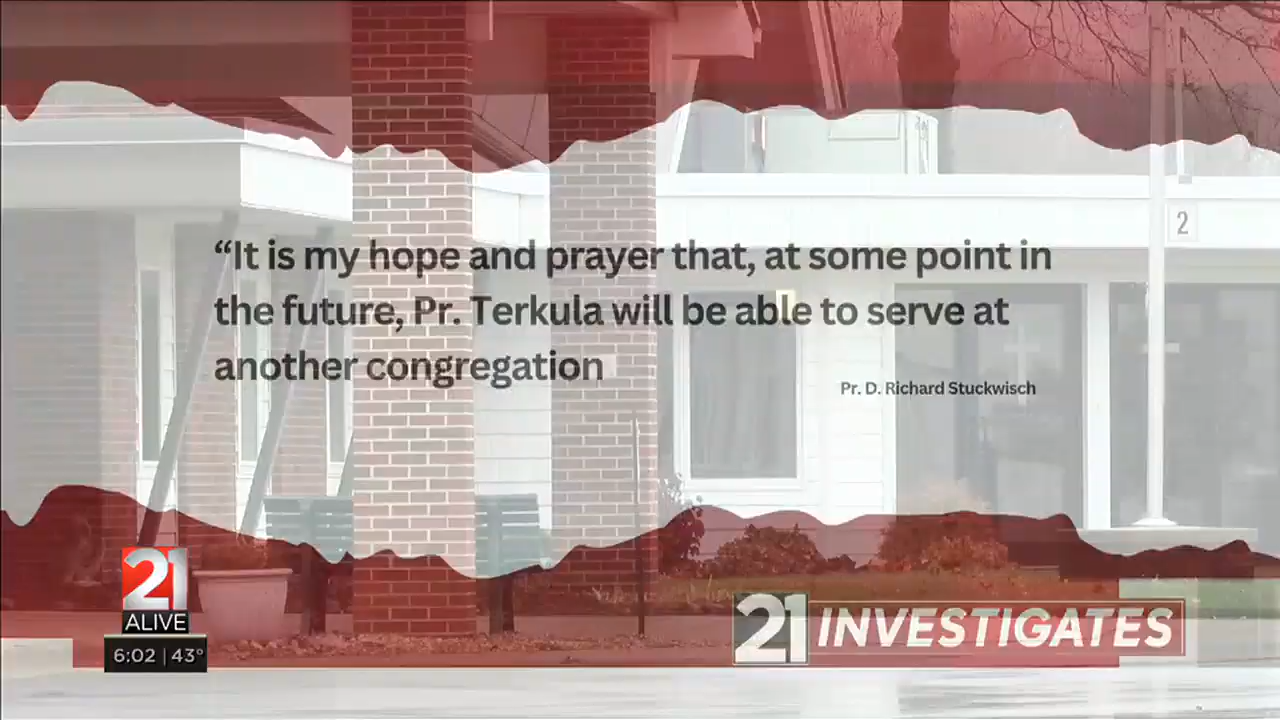 2
“It is my hope and prayer that, at some point in
the future, Pr. Terkula will be able to serve at
another congregation
Pr. D. Richard Stuckwisch
21
ALIVE
6:02 | 43°
21 INVESTIGATES